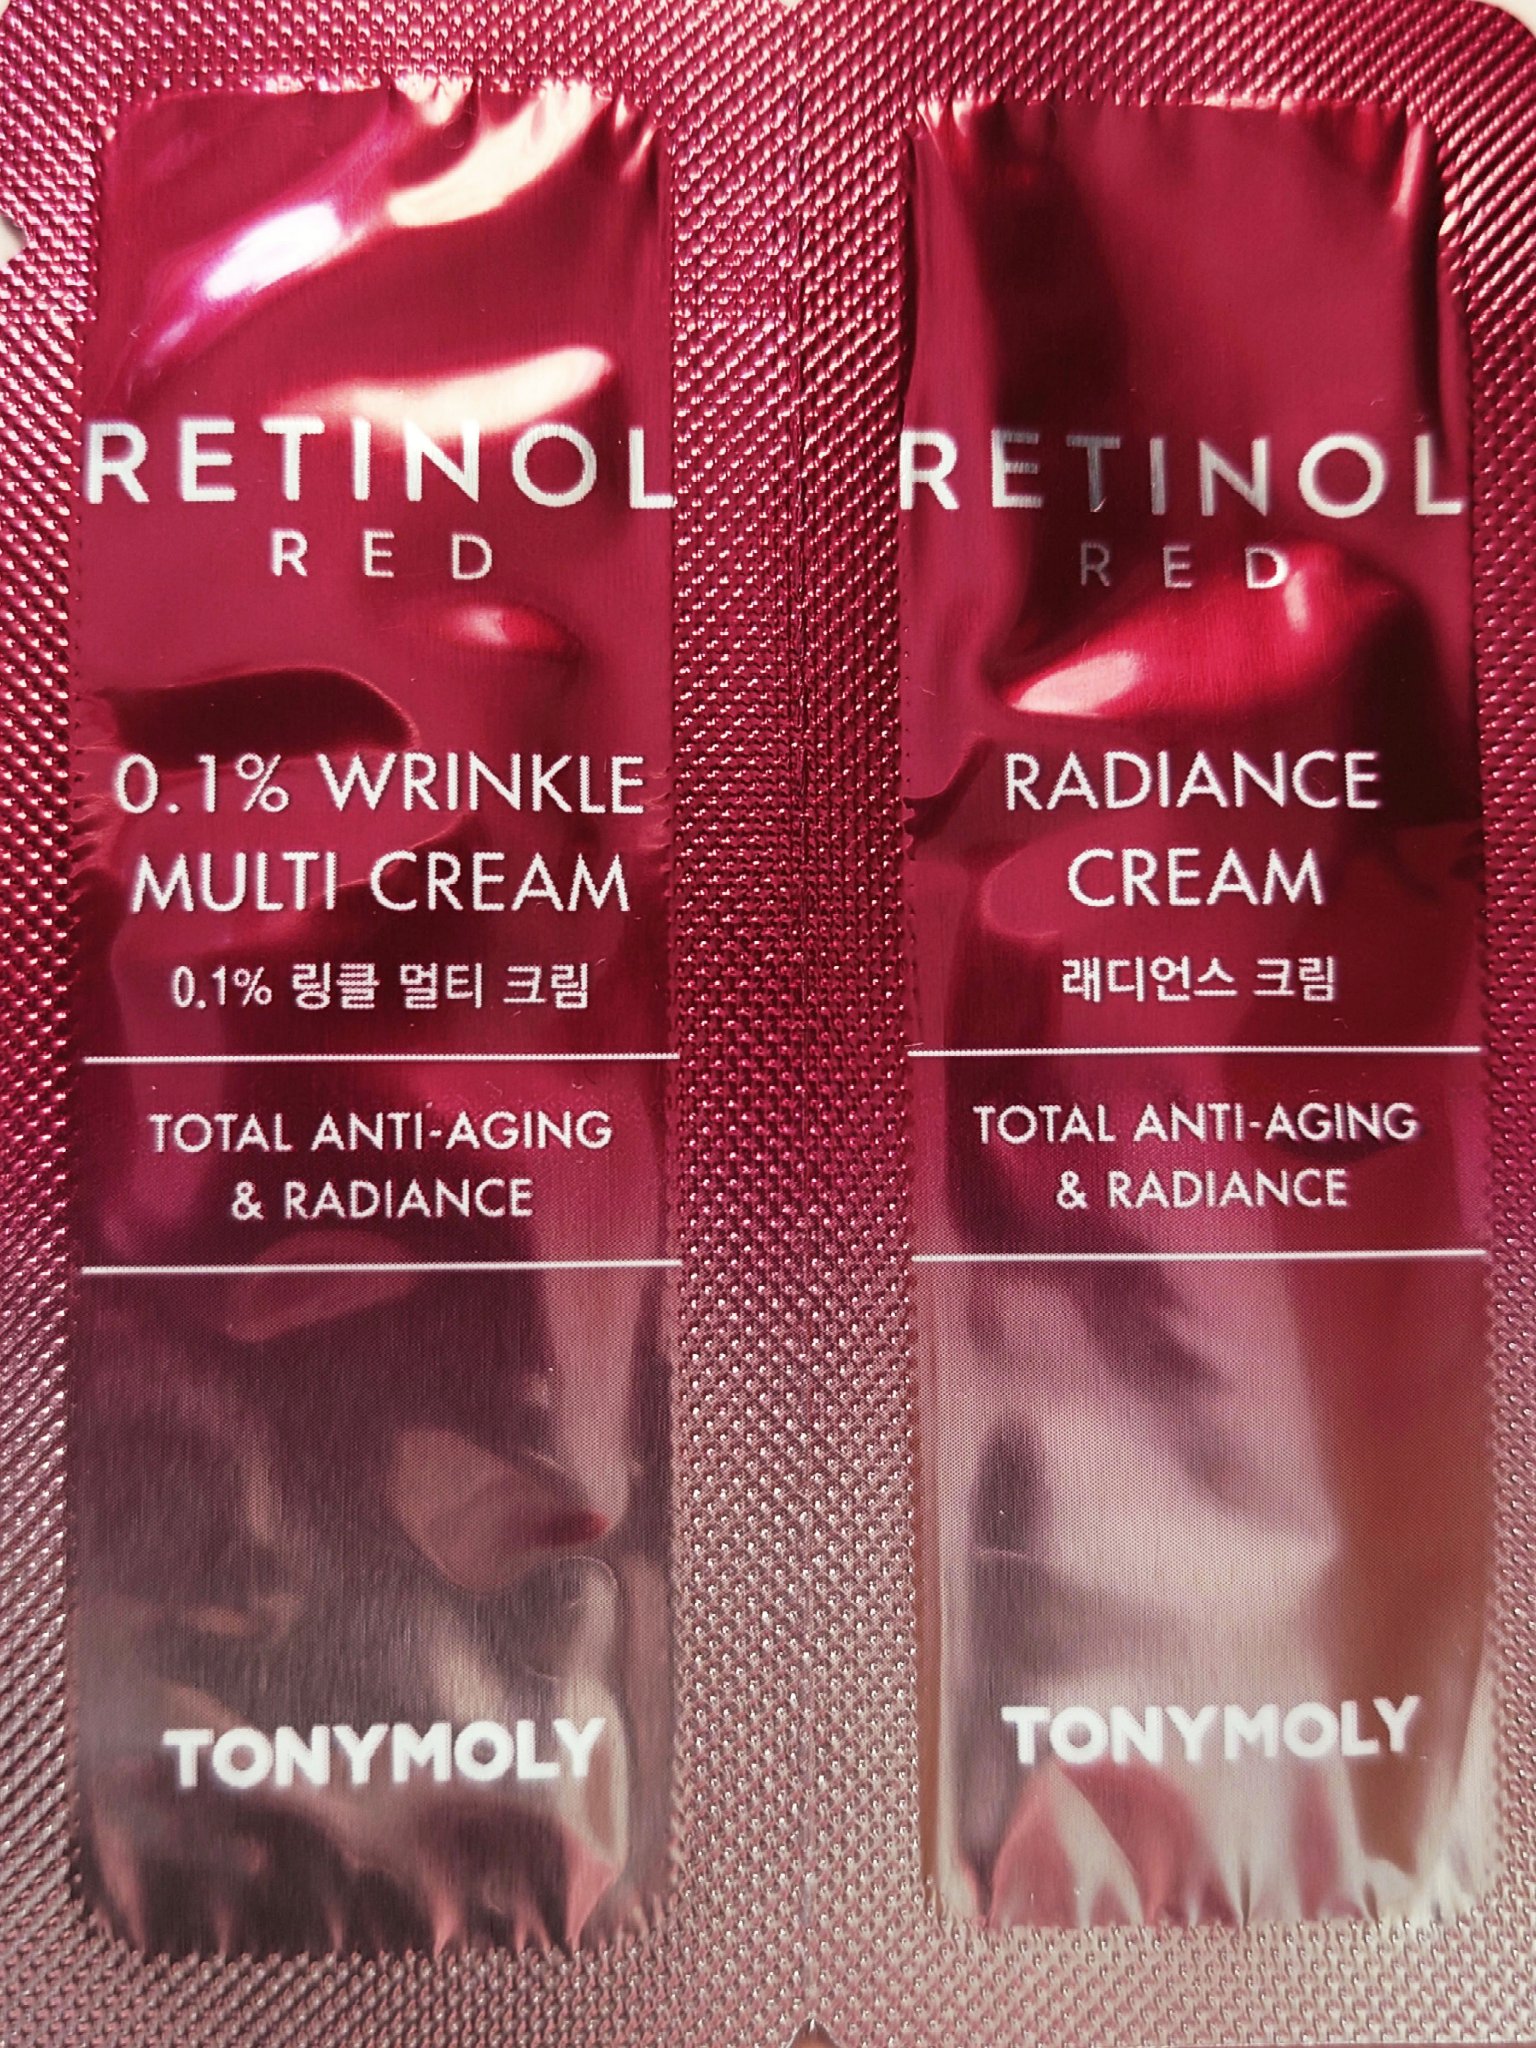 RETINOL
RED
0.1% WRINKLE
MULTI CREAM
0.1% 링클 멀티 크림
TOTAL ANTI-AGING
& RADIANCE
TONYMOLY
RETINOL
RED
RADIANCE
CREAM
래디언스 크림
TOTAL ANTI-AGING
& RADIANCE
TONYMOLY